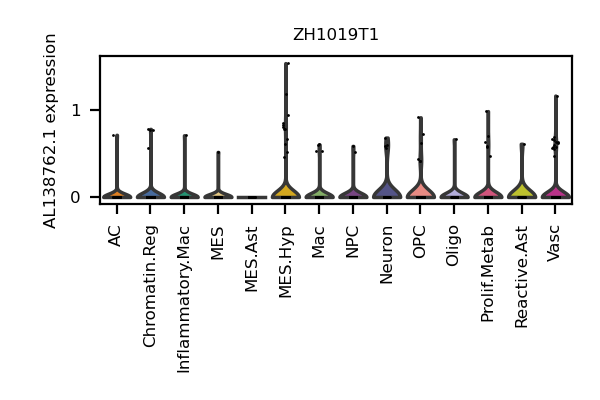 ZH1019T1
AL138762.1 expression
1
0
AC
Chromatin.Reg
Inflammatory.Mac
MES
MES.Ast
MES.Hyp
Mac
NPC
Neuron
OPC
Oligo
Prolif.Metab
Reactive.Ast
Vasc